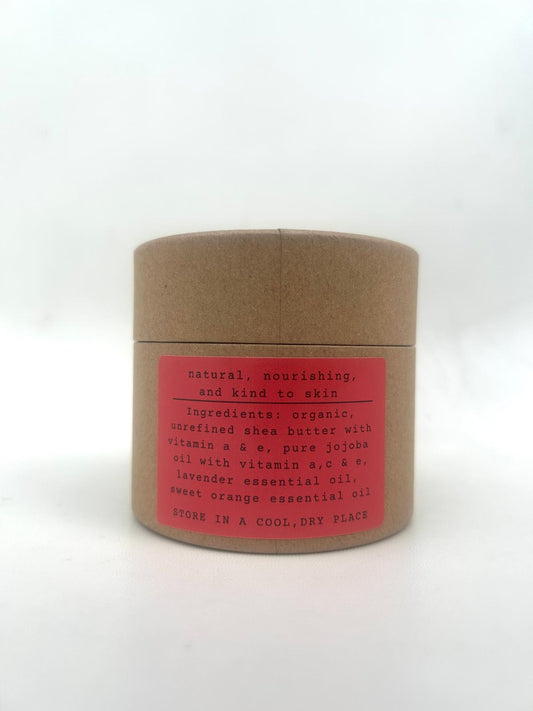 natural, nourishing,
and kind to skin
Ingredients: organic,
unrefined shea butter with
vitamin a & e, pure jojoba
oil with vitamin a,c & e,
lavender essential oil,
sweet orange essential oil
STORE IN A COOL,DRY PLACE